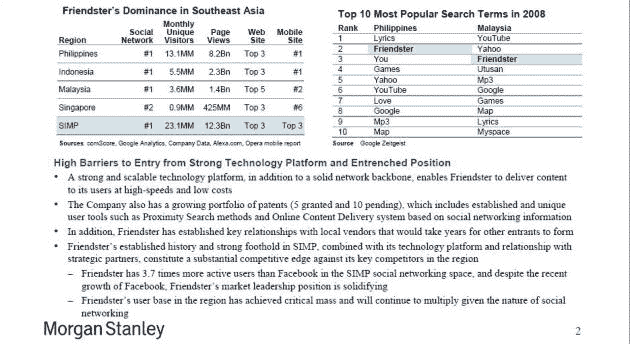 Friendster's Dominance in Southeast Asia
Region Social Network Monthly Unique Visitors Page Views Web Site Mobile Site
Philippines #1 13.1MM 8.2Bn Top 3 #1
Indonesia #1 5.5MM 2.3Bn Top 3 #1
Malaysia #1 3.6MM 1.4Bn Top 5 #2
Singapore #2 0.9MM 425MM Top 3 #6
SIMP #1 23.1MM 12.3Bn Top 3 Top 3
Sources comScore, Google Analytics, Company Data, Alexa.com, Opera mobile report
Top 10 Most Popular Search Terms in 2008
Rank Philippines Malaysia
1 Lyrics YouTube
2 Friendster Yahoo
3 You Friendster
4 Games Utusan
5 Yahoo Mp3
6 YouTube Google
7 Love Games
8 Google Map
9 Mp3 Lyrics
10 Map Myspace
Source Google Zeitgeist
High Barriers to Entry from Strong Technology Platform and Entrenched Position
• A strong and scalable technology platform, in addition to a solid network backbone, enables Friendster to deliver content
to its users at high-speeds and low costs
• The Company also has a growing portfolio of patents (5 granted and 10 pending), which includes established and unique
user tools such as Proximity Search methods and Online Content Delivery system based on social networking information
• In addition, Friendster has established key relationships with local vendors that would take years for other entrants to form
• Friendster's established history and strong foothold in SIMP, combined with its technology platform and relationship with
strategic partners, constitute a substantial competitive edge against its key competitors in the region
– Friendster has 3.7 times more active users than Facebook in the SIMP social networking space, and despite the recent
growth of Facebook, Friendster's market leadership position is solidifying
– Friendster's user base in the region has achieved critical mass and will continue to multiply given the nature of social
networking
Morgan Stanley
2